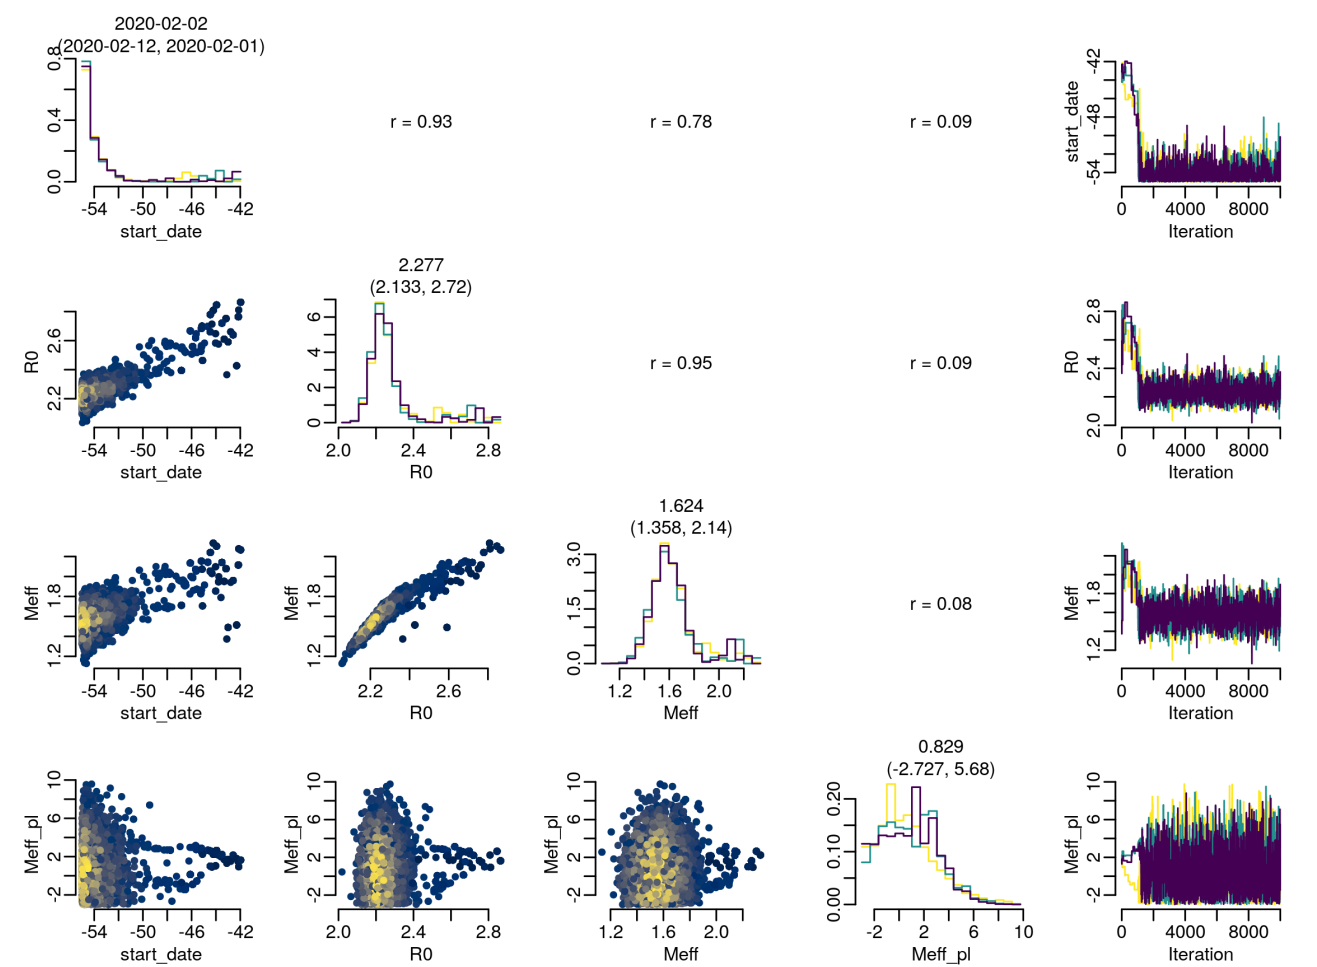 2020-02-02
(2020-02-12, 2020-02-01)
0.0 0.4 0.8
-54 -50 -46 -42
start_date
r = 0.93
r = 0.78
r = 0.09
start_date
-54 -48 -42
0 4000 8000
Iteration
R0
2.2 2.6
-54 -50 -46 -42
start_date
2.277
(2.133, 2.72)
0 2 4 6
2.0 2.4 2.8
R0
r = 0.95
r = 0.09
R0
2.0 2.4 2.8
0 4000 8000
Iteration
Meff
1.2 1.8
-54 -50 -46 -42
start_date
Meff
1.2 1.8
2.2 2.6
R0
1.624
(1.358, 2.14)
0.0 1.5 3.0
1.2 1.6 2.0
Meff
r = 0.08
Meff
1.2 1.8
0 4000 8000
Iteration
Meff_pl
-2 2 6 10
-54 -50 -46 -42
start_date
Meff_pl
-2 2 6 10
2.0 2.4 2.8
R0
Meff_pl
-2 2 6 10
1.2 1.6 2.0
Meff
0.829
(-2.727, 5.68)
0.00 0.10 0.20
-2 2 6 10
Meff_pl
Meff_pl
-2 2 6 10
0 4000 8000
Iteration